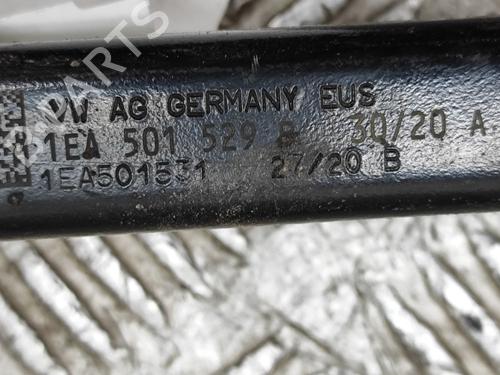 VW AG GERMANY EUS
1EA 501 529 B 30/20 A
1EA501531 27/20 B